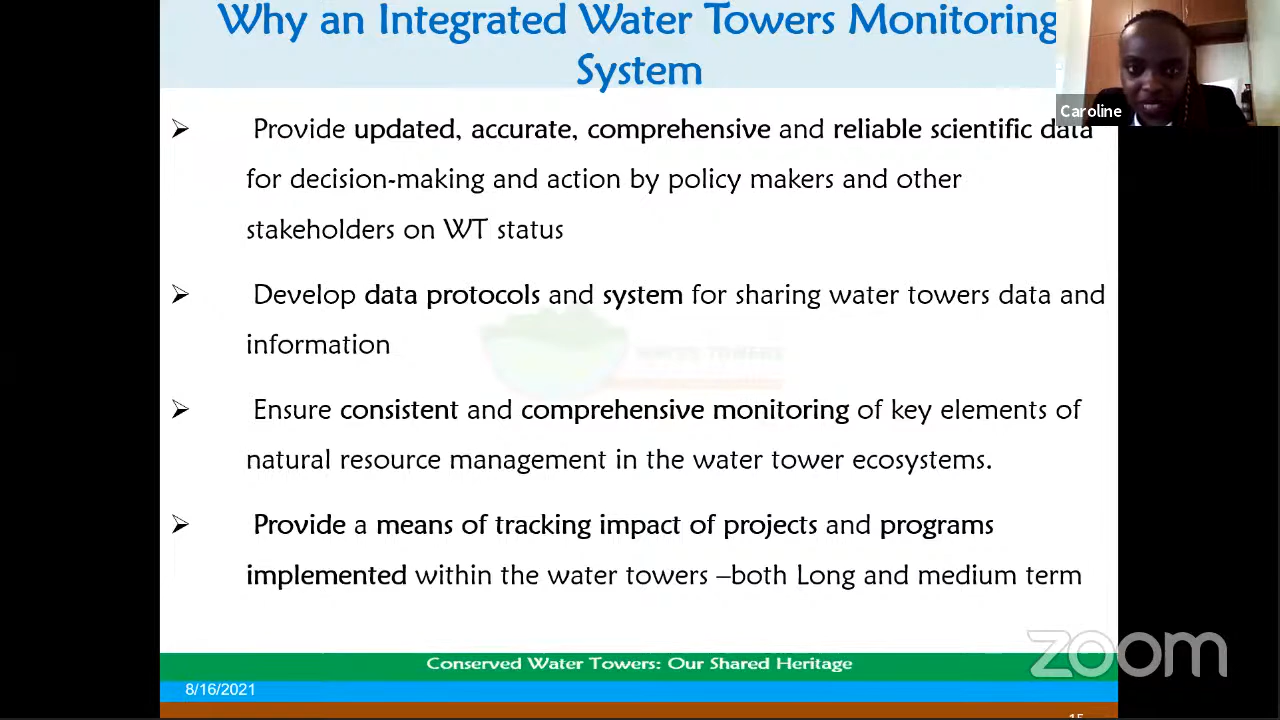 Why an Integrated Water Towers Monitoring
System
Caroline
➢ Provide updated, accurate, comprehensive and reliable scientific data
for decision-making and action by policy makers and other
stakeholders on WT status
➢ Develop data protocols and system for sharing water towers data and
information
WATER TOWERS
➢ Ensure consistent and comprehensive monitoring of key elements of
natural resource management in the water tower ecosystems.
➢ Provide a means of tracking impact of projects and programs
implemented within the water towers –both Long and medium term
zoom
Conserved Water Towers: Our Shared Heritage
8/16/2021
15